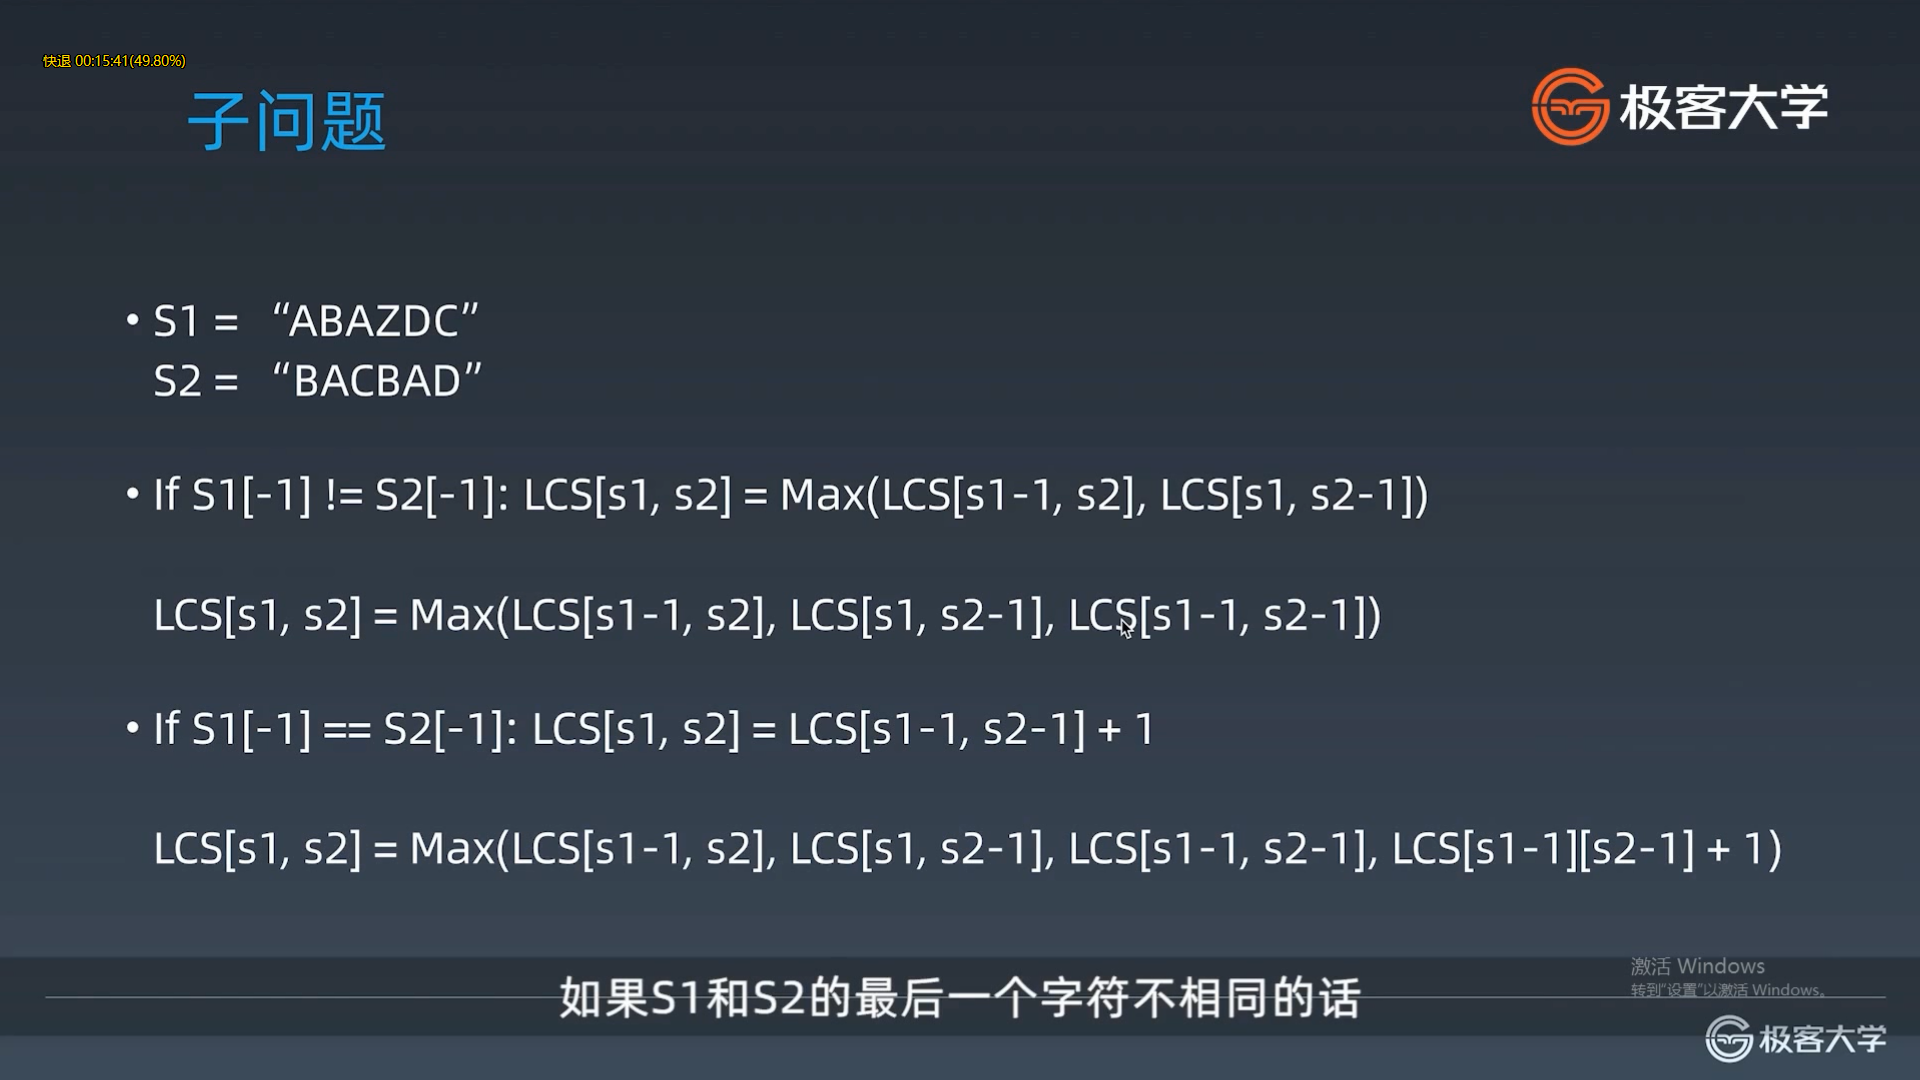 快退 00:15:41(49.80%)
子问题
极客大学
• S1 = “ABAZDC”
S2 = “BACBAD”
• If S1[-1] != S2[-1]: LCS[s1, s2] = Max(LCS[s1-1, s2], LCS[s1, s2-1])
LCS[s1, s2] = Max(LCS[s1-1, s2], LCS[s1, s2-1], LCS[s1-1, s2-1])
• If S1[-1] == S2[-1]: LCS[s1, s2] = LCS[s1-1, s2-1] + 1
LCS[s1, s2] = Max(LCS[s1-1, s2], LCS[s1, s2-1], LCS[s1-1, s2-1], LCS[s1-1][s2-1] + 1)
如果S1和S2的最后一个字符不相同的话
激活 Windows
转到“设置”以激活 Windows。
极客大学